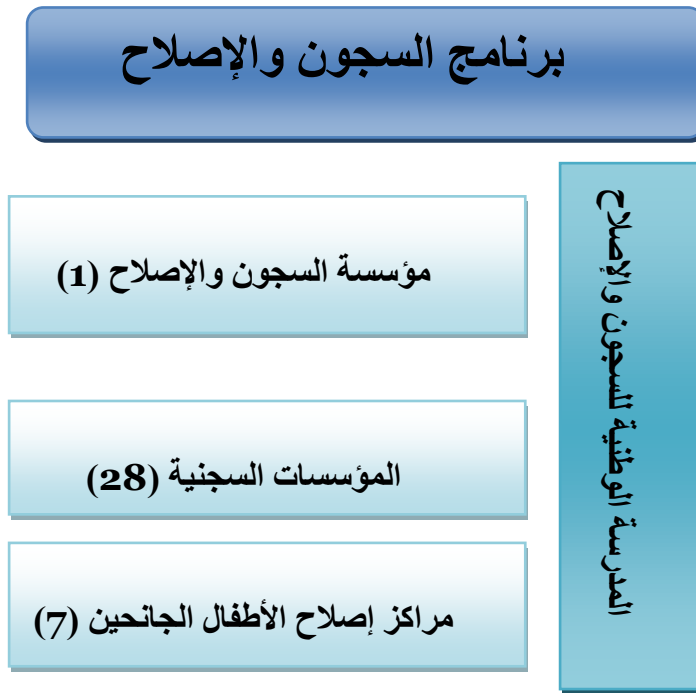 برنامج السجون والإصلاح
المدرسة الوطنية للسجون والإصلاح
مؤسسة السجون والإصلاح (1)
المؤسسات السجنية (28)
مراكز إصلاح الأطفال الجانحين (7)